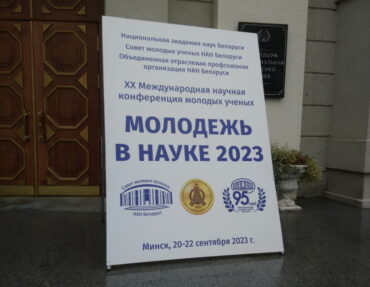 Национальная академия наук Беларуси
Совет молодых ученых НАН Беларуси
Объединенная отраслевая профсоюзная
организация НАН Беларуси
XX Международная научная
конференция молодых ученых
МОЛОДЕЖЬ
В НАУКЕ 2023
Совет молодых ученых
НАН Беларуси
95
Минск, 20-22 сентября 2023 г.